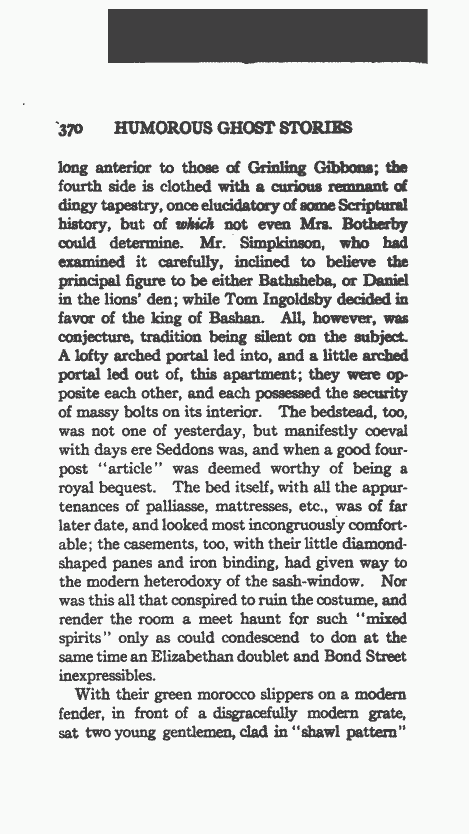 370 HUMOROUS GHOST STORIES
long anterior to those of Grinling Gibbons; the
fourth side is clothed with a curious remnant of
dingy tapestry, once elucidatory of some Scriptural
history, but of which not even Mrs. Botherby
could determine. Mr. Simpkinson, who had
examined it carefully, inclined to believe the
principal figure to be either Bathsheba, or Daniel
in the lions' den; while Tom Ingoldsby decided in
favor of the king of Bashan. All, however, was
conjecture, tradition being silent on the subject.
A lofty arched portal led into, and a little arched
portal led out of, this apartment; they were op-
posite each other, and each possessed the security
of massy bolts on its interior. The bedstead, too,
was not one of yesterday, but manifestly coeval
with days ere Seddons was, and when a good four-
post "article" was deemed worthy of being a
royal bequest. The bed itself, with all the appur-
tenances of palliasse, mattresses, etc., was of far
later date, and looked most incongruously comfort-
able; the casements, too, with their little diamond-
shaped panes and iron binding, had given way to
the modern heterodoxy of the sash-window. Nor
was this all that conspired to ruin the costume, and
render the room a meet haunt for such "mixed
spirits" only as could condescend to don at the
same time an Elizabethan doublet and Bond Street
inexpressibles.
With their green morocco slippers on a modern
fender, in front of a disgracefully modern grate,
sat two young gentlemen, clad in "shawl pattern"